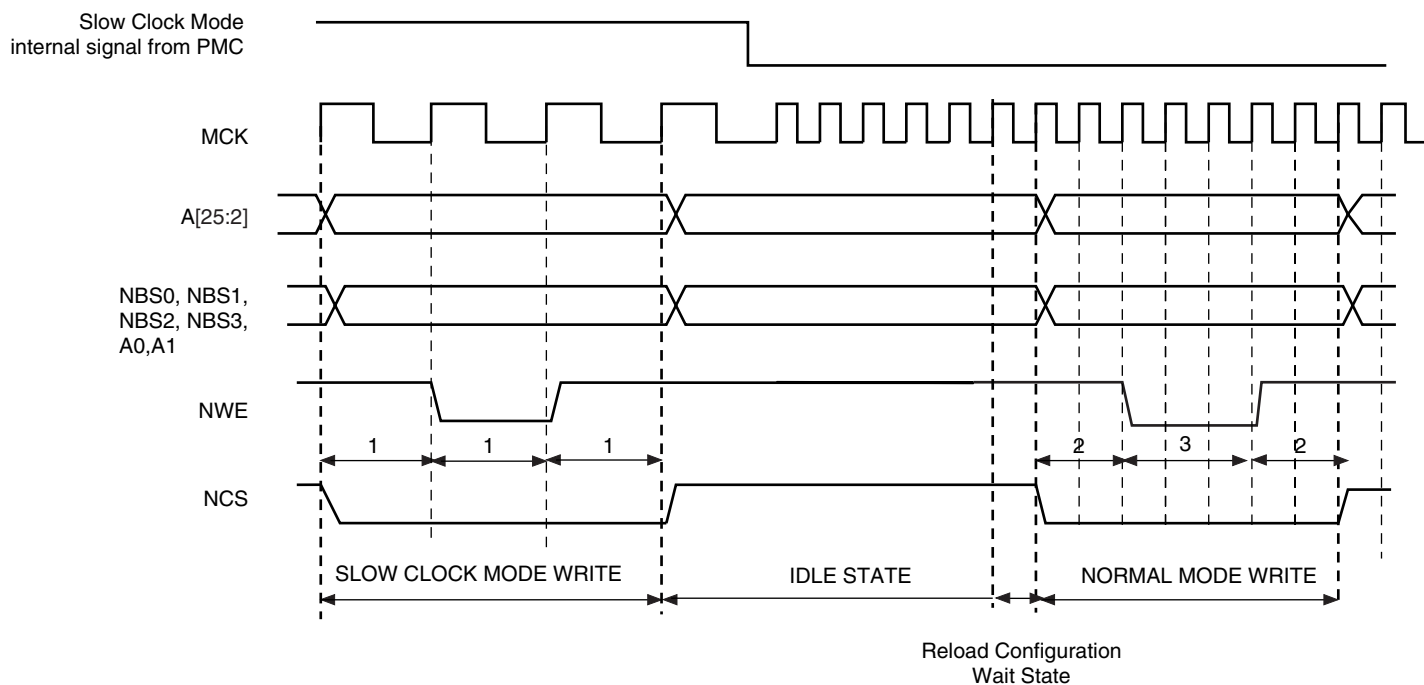 Slow Clock Mode
internal signal from PMC
MCK
A[25:2]
NBS0, NBS1,
NBS2, NBS3,
A0,A1
NWE
1 1 1 2 3 2
NCS
SLOW CLOCK MODE WRITE IDLE STATE NORMAL MODE WRITE
Reload Configuration
Wait State